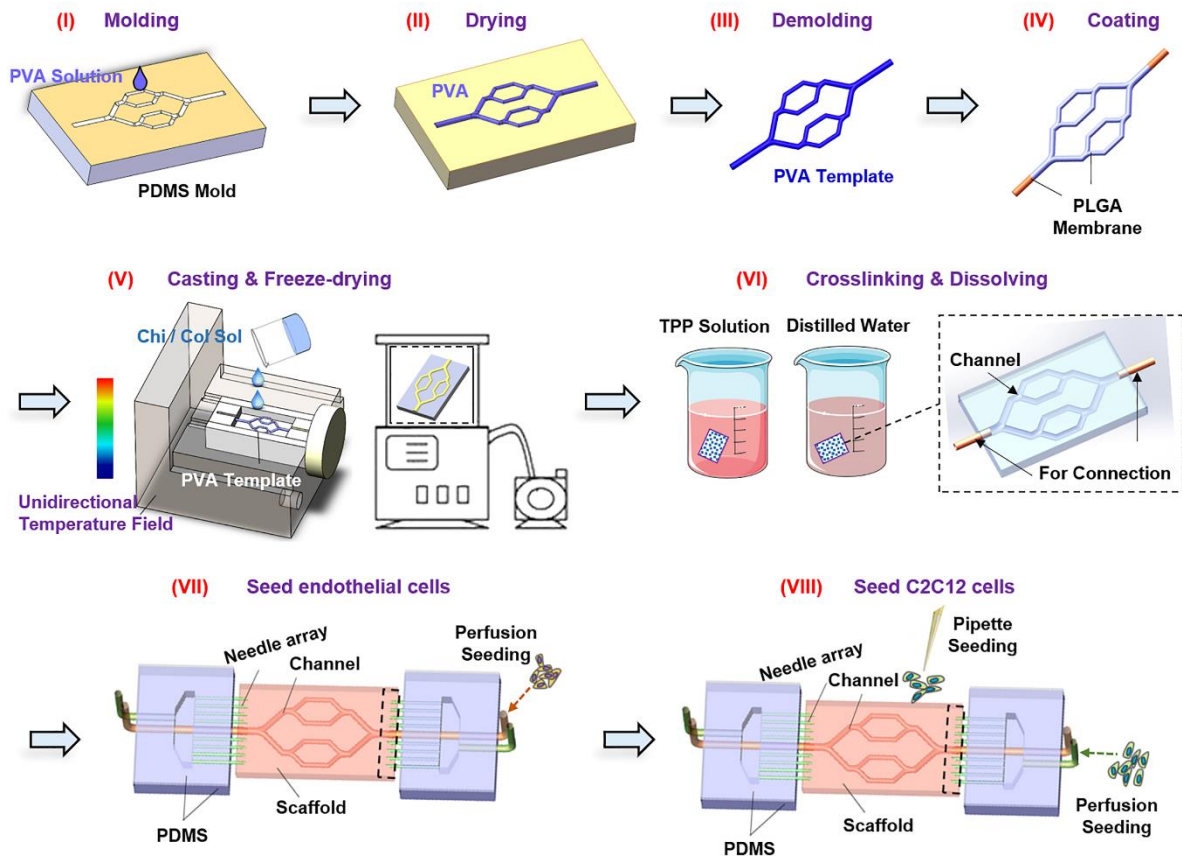 (I) Molding
PVA Solution
PDMS Mold
(II) Drying
PVA
(III) Demolding
PVA Template
(IV) Coating
PLGA
Membrane
(V) Casting & Freeze-drying
Chi / Col Sol
PVA Template
Unidirectional
Temperature Field
(VI) Crosslinking & Dissolving
TPP Solution
Distilled Water
Channel
For Connection
(VII) Seed endothelial cells
Needle array
Channel
Perfusion
Seeding
Scaffold
PDMS
(VIII) Seed C2C12 cells
Pipette
Seeding
Needle array
Channel
Scaffold
PDMS
Perfusion
Seeding